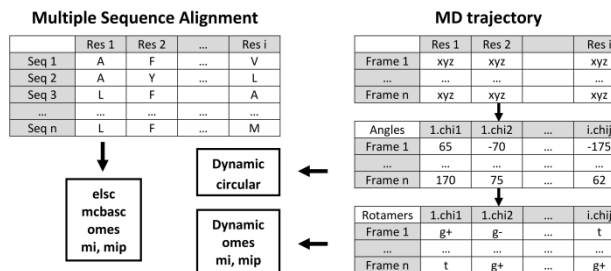 Multiple Sequence Alignment
Res 1 Res 2 ... Res i
Seq 1 A F ... V
Seq 2 A Y ... L
Seq 3 L F A
... ... ... ...
Seq n L F ... M
elsc
mcbasc
omes
mi, mip
MD trajectory
Res 1 Res 2 Res i
Frame 1 xyz xyz xyz
... ... ... ...
Frame n xyz xyz xyz
Angles 1.chi1 1.chi2 ... i.chij
Frame 1 65 -70 -175
... ... ... ...
Frame n 170 75 ... 62
Dynamic
circular
Rotamers 1.chi1 1.chi2 ... i.chij
Frame 1 g+ g- t
... ... ... ...
Frame n t g+ ... g+
Dynamic
omes
mi, mip